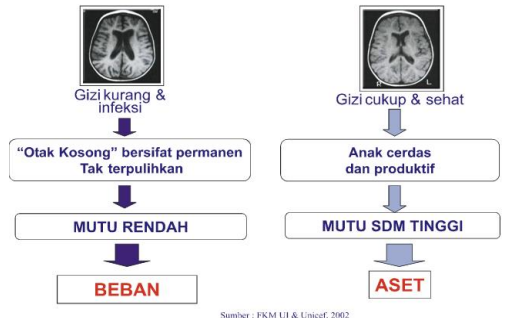 Gizi kurang &
infeksi
"Otak Kosong" bersifat permanen
Tak terpulihkan
MUTU RENDAH
BEBAN
R
L
Gizi cukup & sehat
Anak cerdas
dan produktif
MUTU SDM TINGGI
ASET
Sumber : FKM UI & Unicef, 2002